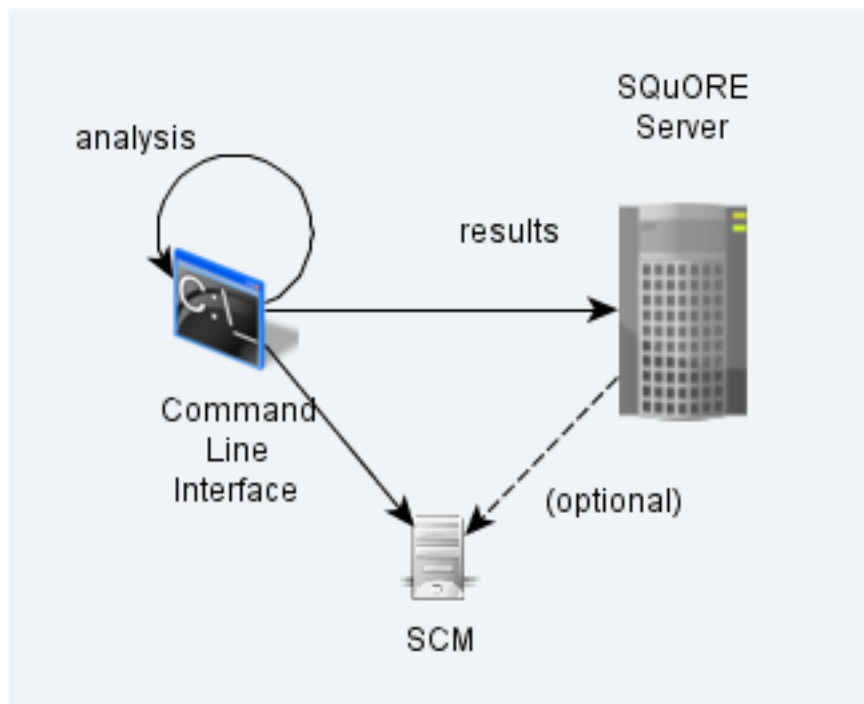 SQuORE
Server
analysis
results
C:\_
Command
Line
Interface
(optional)
SCM